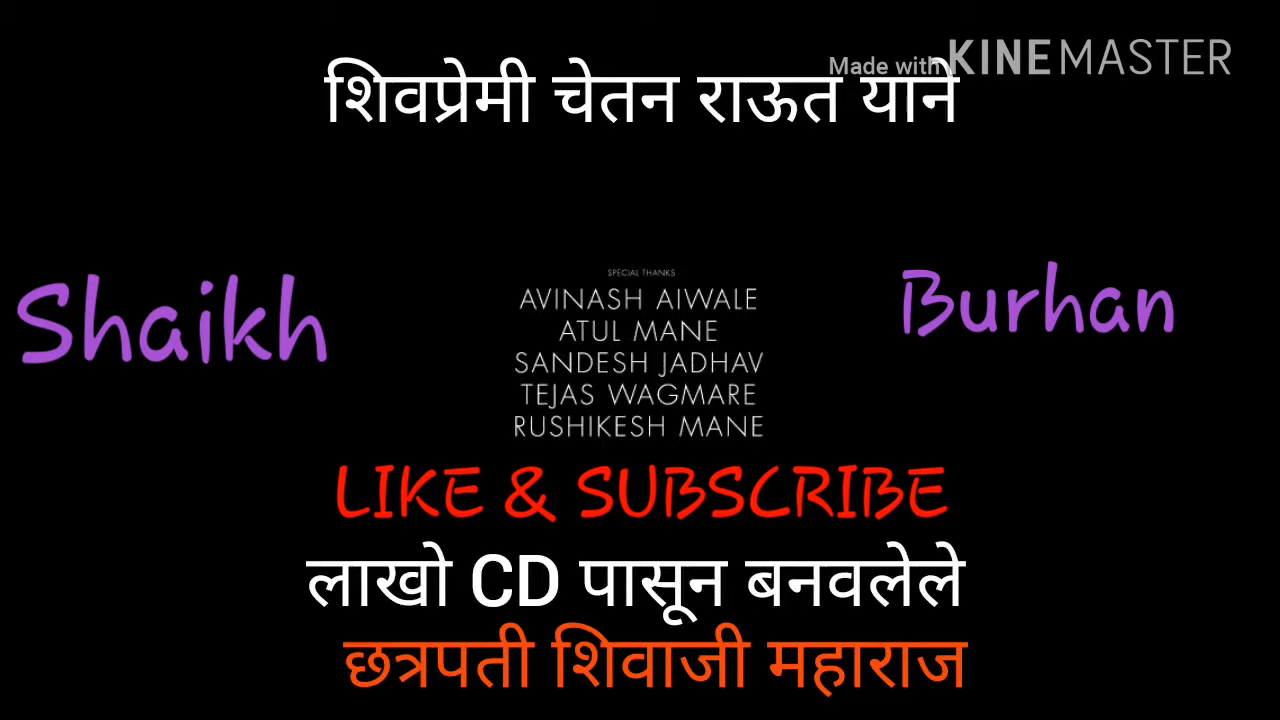 Made with KINEMASTER
शिवप्रेमी चेतन राऊत याने
Shaikh
Burhan
SPECIAL THANKS
AVINASH AIWALE
ATUL MANE
SANDESH JADHAV
TEJAS WAGMARE
RUSHIKESH MANE
LIKE & SUBSCRIBE
लाखो CD पासून बनवलेले
छत्रपती शिवाजी महाराज